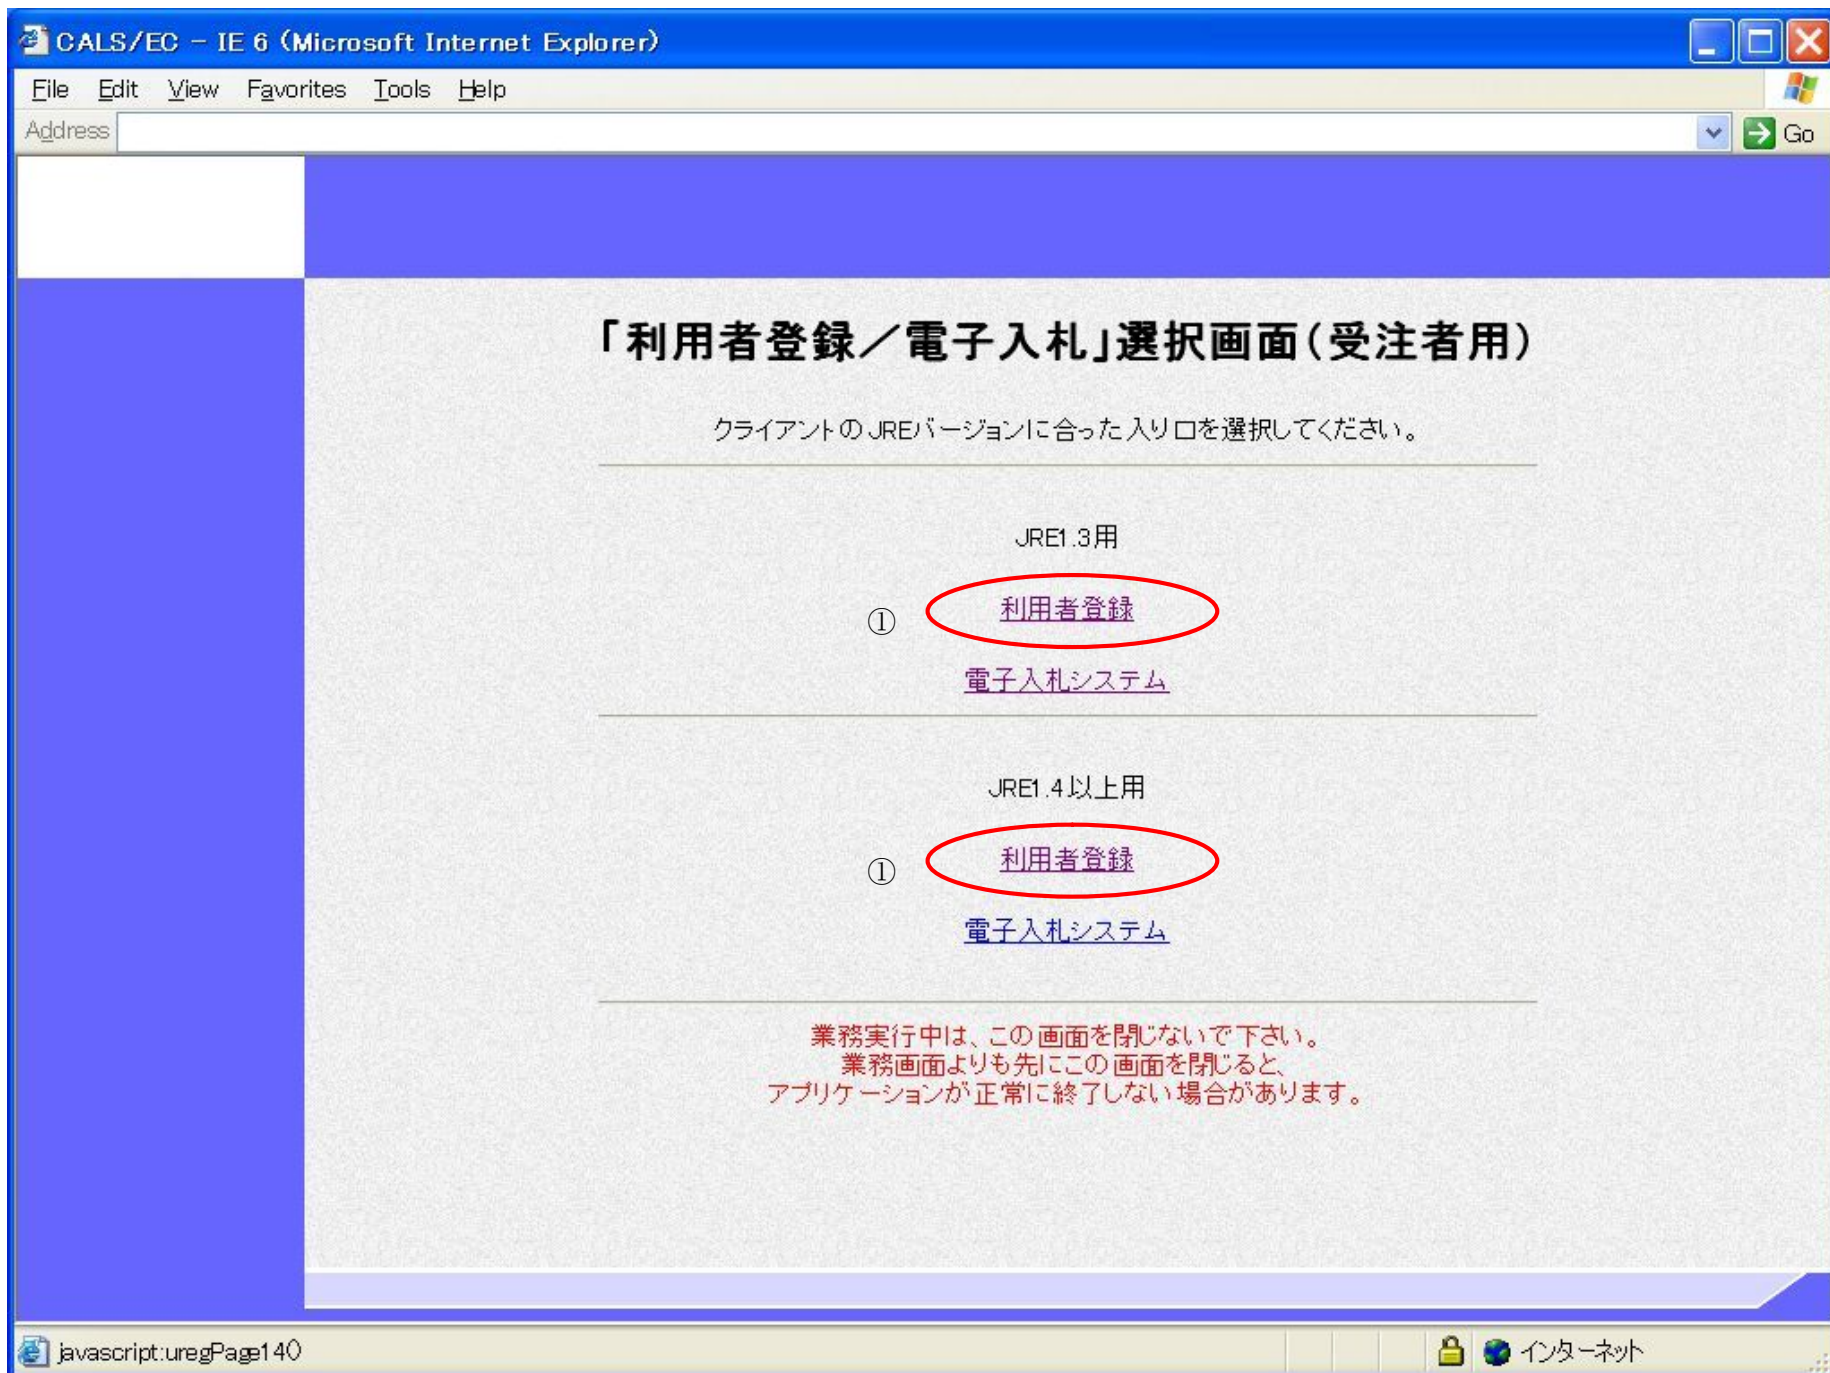 CALS/EC - IE 6 (Microsoft Internet Explorer)
File Edit View Favorites Tools Help
Address Go
「利用者登録／電子入札」選択画面(受注者用)
クライアントのJREバージョンに合った入り口を選択してください。
JRE1.3用
① 利用者登録
電子入札システム
JRE1.4以上用
① 利用者登録
電子入札システム
業務実行中は、この画面を閉じないで下さい。
業務画面よりも先にこの画面を閉じると、
アプリケーションが正常に終了しない場合があります。
javascript:uregPage14() インターネット